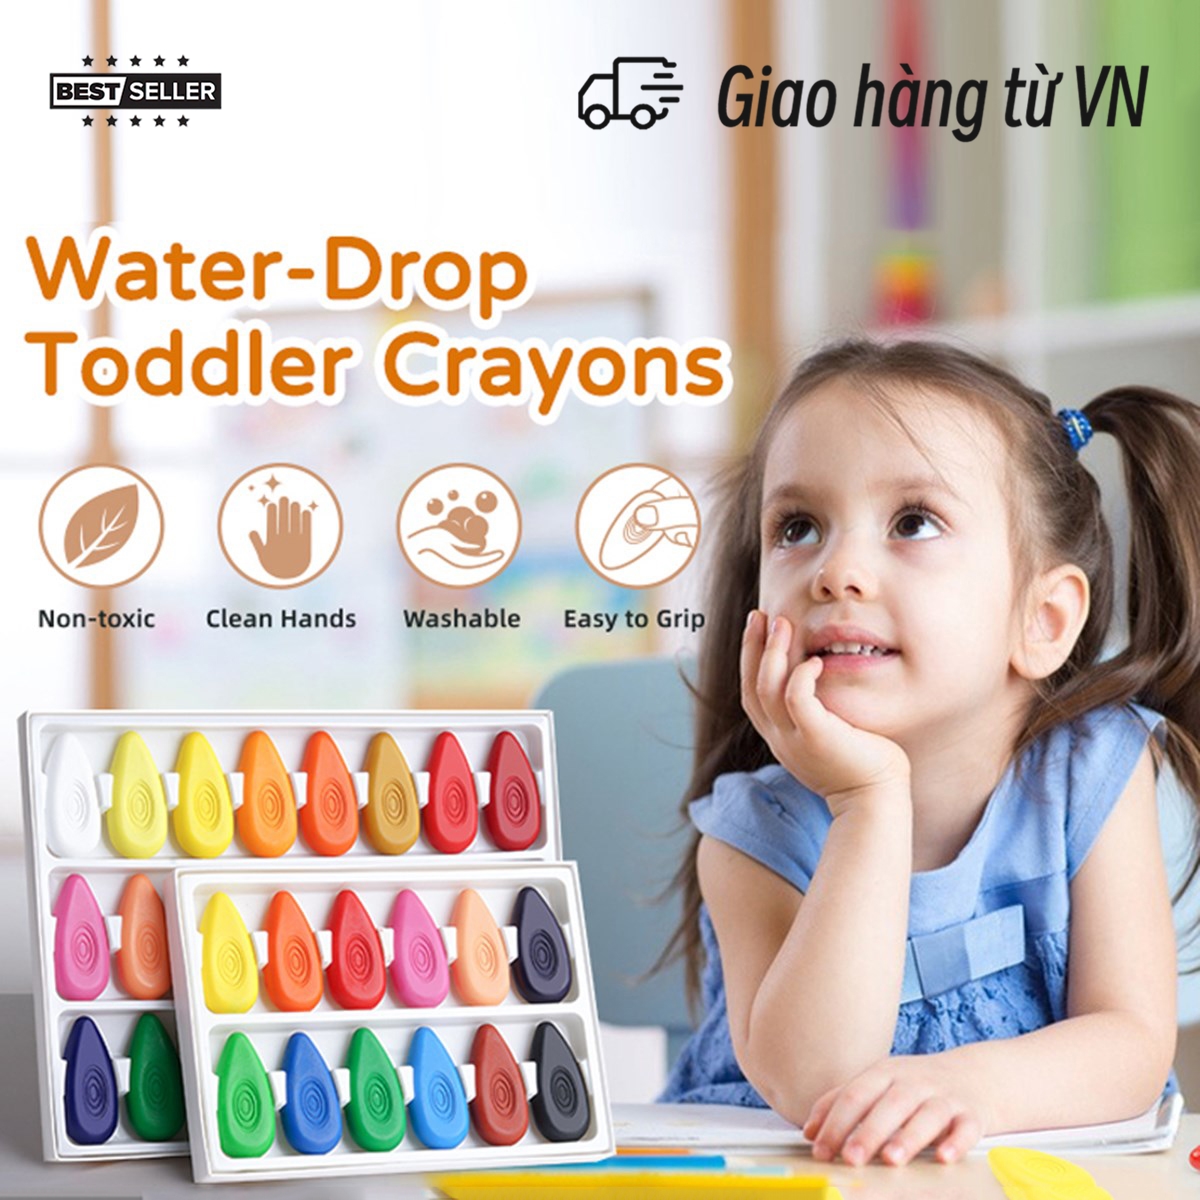 BEST SELLER
Giao hàng từ VN
Water-Drop
Toddler Crayons
Non-toxic
Clean Hands
Washable
Easy to Grip